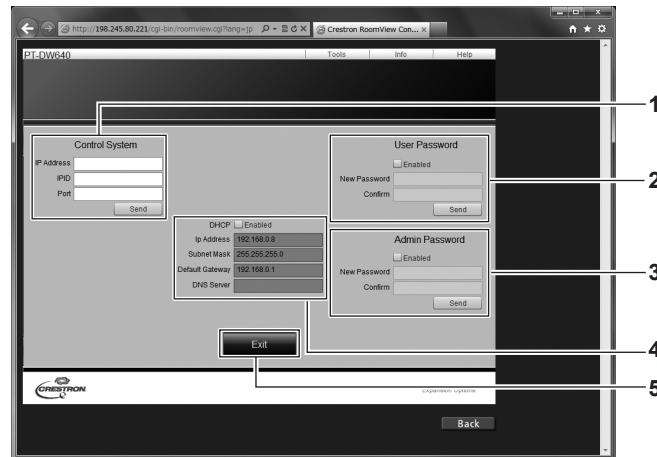 http://198.245.80.221/cgi-bin/roomview.cgi?lang=jp
Crestron RoomView Con...
PT-DW640
Tools Info Help
1
Control System
IP Address
IPID
Port
Send
User Password
Enabled
New Password
Confirm
Send
2
DHCP Enabled
Ip Address 192.168.0.8
Subnet Mask 255.255.255.0
Default Gateway 192.168.0.1
DNS Server
Admin Password
Enabled
New Password
Confirm
Send
3
4
Exit
5
CRESTRON
Expansion Options
Back